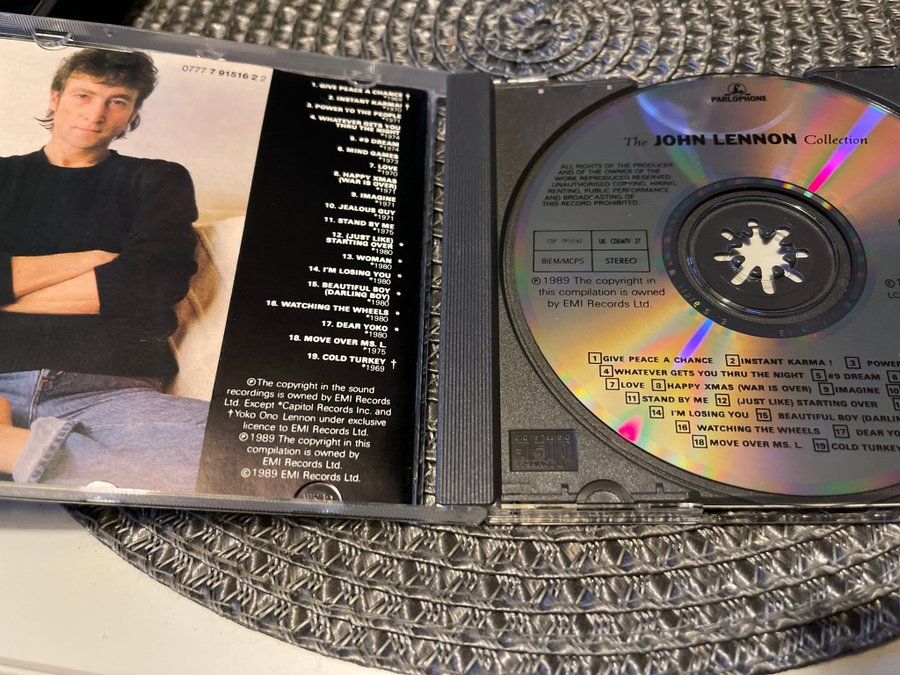 0777 7 91516 2 2
1. GIVE PEACE A CHANCE †
*1969
2. INSTANT KARMA! †
*1970
3. POWER TO THE PEOPLE
*1971
4. WHATEVER GETS YOU
THRU THE NIGHT
*1974
5. #9 DREAM
*1974
6. MIND GAMES
*1973
7. LOVE
*1970
8. HAPPY XMAS
(WAR IS OVER)
*1971
9. IMAGINE
*1971
10. JEALOUS GUY
*1971
11. STAND BY ME
*1975
12. (JUST LIKE)
STARTING OVER *
*1980
13. WOMAN *
*1980
14. I'M LOSING YOU *
*1980
15. BEAUTIFUL BOY
(DARLING BOY) *
*1980
16. WATCHING THE WHEELS *
*1980
17. DEAR YOKO *
*1980
18. MOVE OVER MS. L.
*1975
19. COLD TURKEY †
*1969
℗The copyright in the sound
recordings is owned by EMI Records
Ltd. Except *Capitol Records Inc. and
†Yoko Ono Lennon under exclusive
licence to EMI Records Ltd.
℗ 1989 The copyright in this
compilation is owned by
EMI Records Ltd.
©1989 EMI Records Ltd.
PARLOPHONE
The JOHN LENNON Collection
ALL RIGHTS OF THE PRODUCER
AND OF THE OWNER OF THE
WORK REPRODUCED RESERVED.
UNAUTHORISED COPYING, HIRING,
RENTING, PUBLIC PERFORMANCE
AND BROADCASTING OF
THIS RECORD PROHIBITED.
CDP 7915162 UK: CDEMTV 37
BIEM/MCPS STEREO
℗ 1989 The copyright in
this compilation is owned
by EMI Records Ltd.
LC
1 GIVE PEACE A CHANCE 2 INSTANT KARMA! 3 POWER
4 WHATEVER GETS YOU THRU THE NIGHT 5 #9 DREAM 6
7 LOVE 8 HAPPY XMAS (WAR IS OVER) 9 IMAGINE 10
11 STAND BY ME 12 (JUST LIKE) STARTING OVER
14 I'M LOSING YOU 15 BEAUTIFUL BOY (DARLING
16 WATCHING THE WHEELS 17 DEAR YO
18 MOVE OVER MS. L. 19 COLD TURKEY